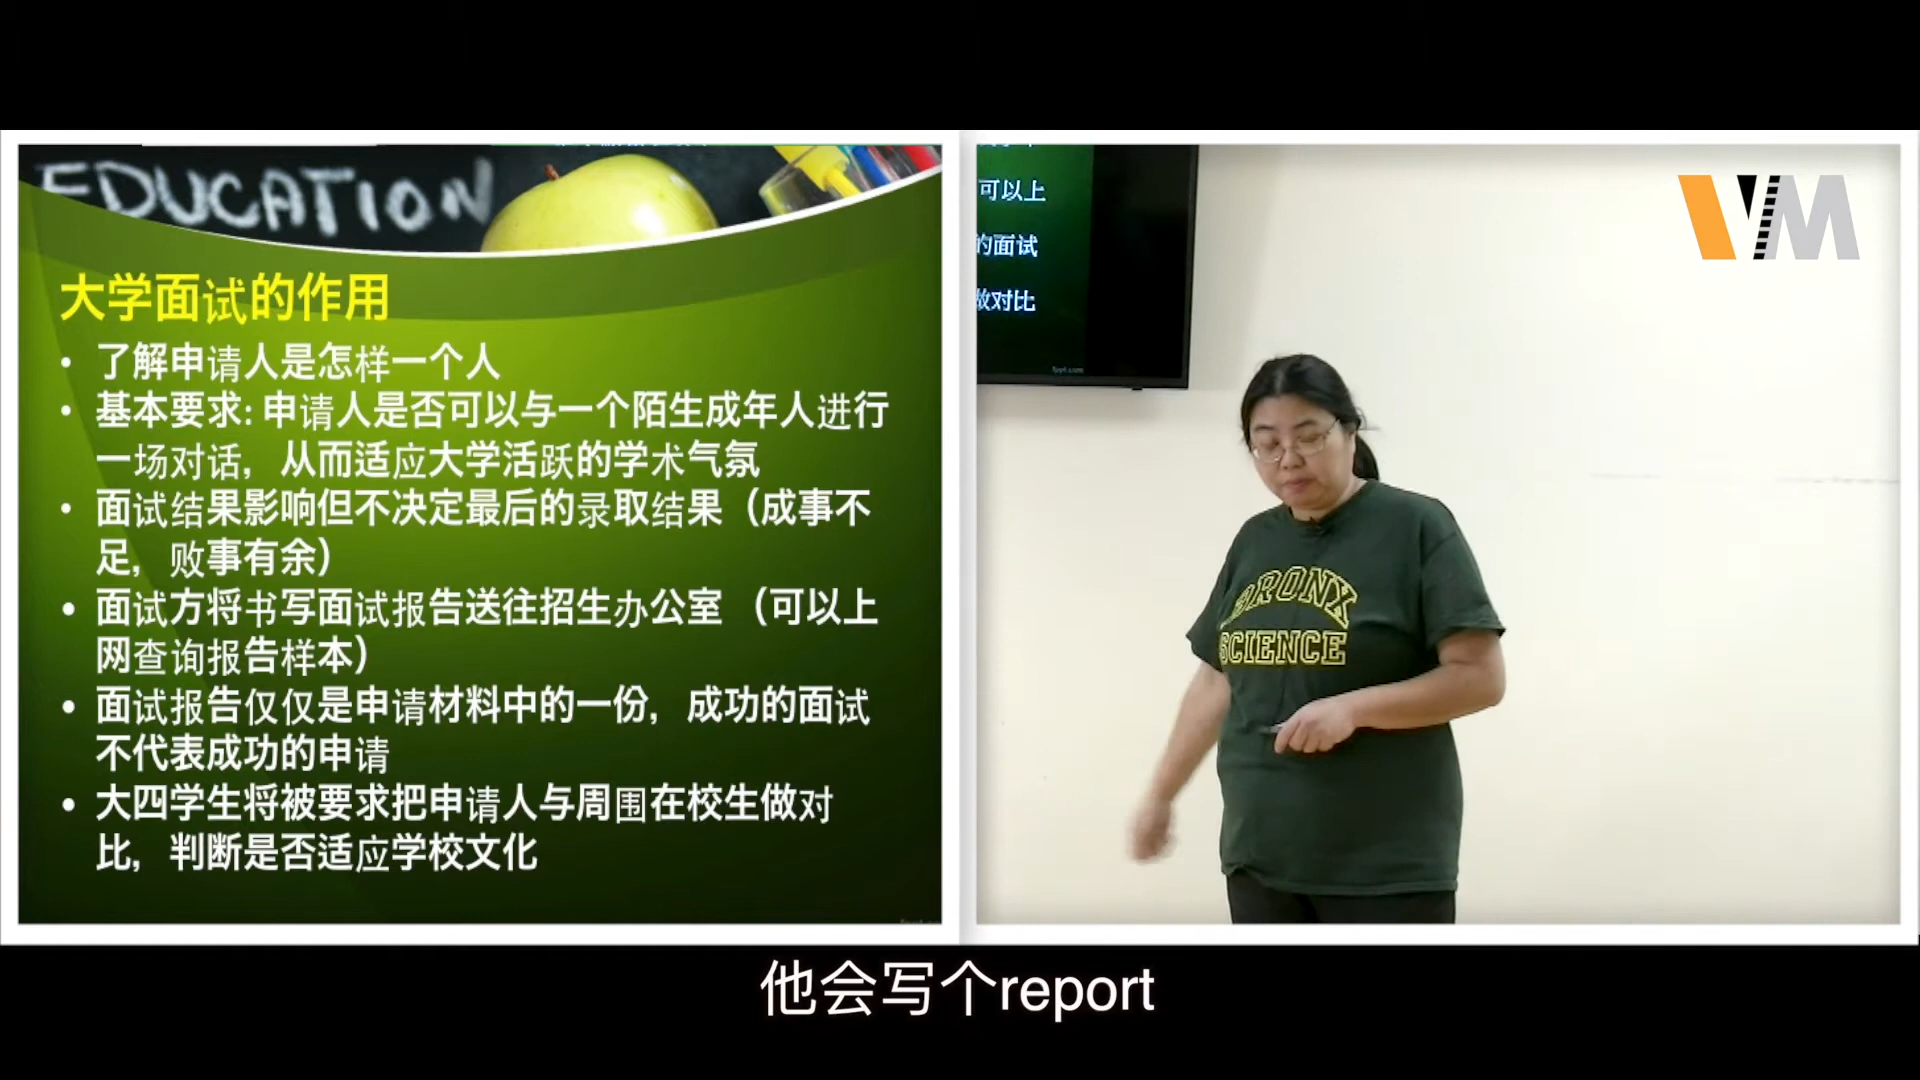 EDUCATION
大学面试的作用
• 了解申请人是怎样一个人
• 基本要求: 申请人是否可以与一个陌生成年人进行
一场对话，从而适应大学活跃的学术气氛
• 面试结果影响但不决定最后的录取结果（成事不
足，败事有余）
• 面试方将书写面试报告送往招生办公室 （可以上
网查询报告样本）
• 面试报告仅仅是申请材料中的一份，成功的面试
不代表成功的申请
• 大四学生将被要求把申请人与周围在校生做对
比，判断是否适应学校文化
可以上
的面试
做对比
fppt.com
VM
BRONX
SCIENCE
他会写个report